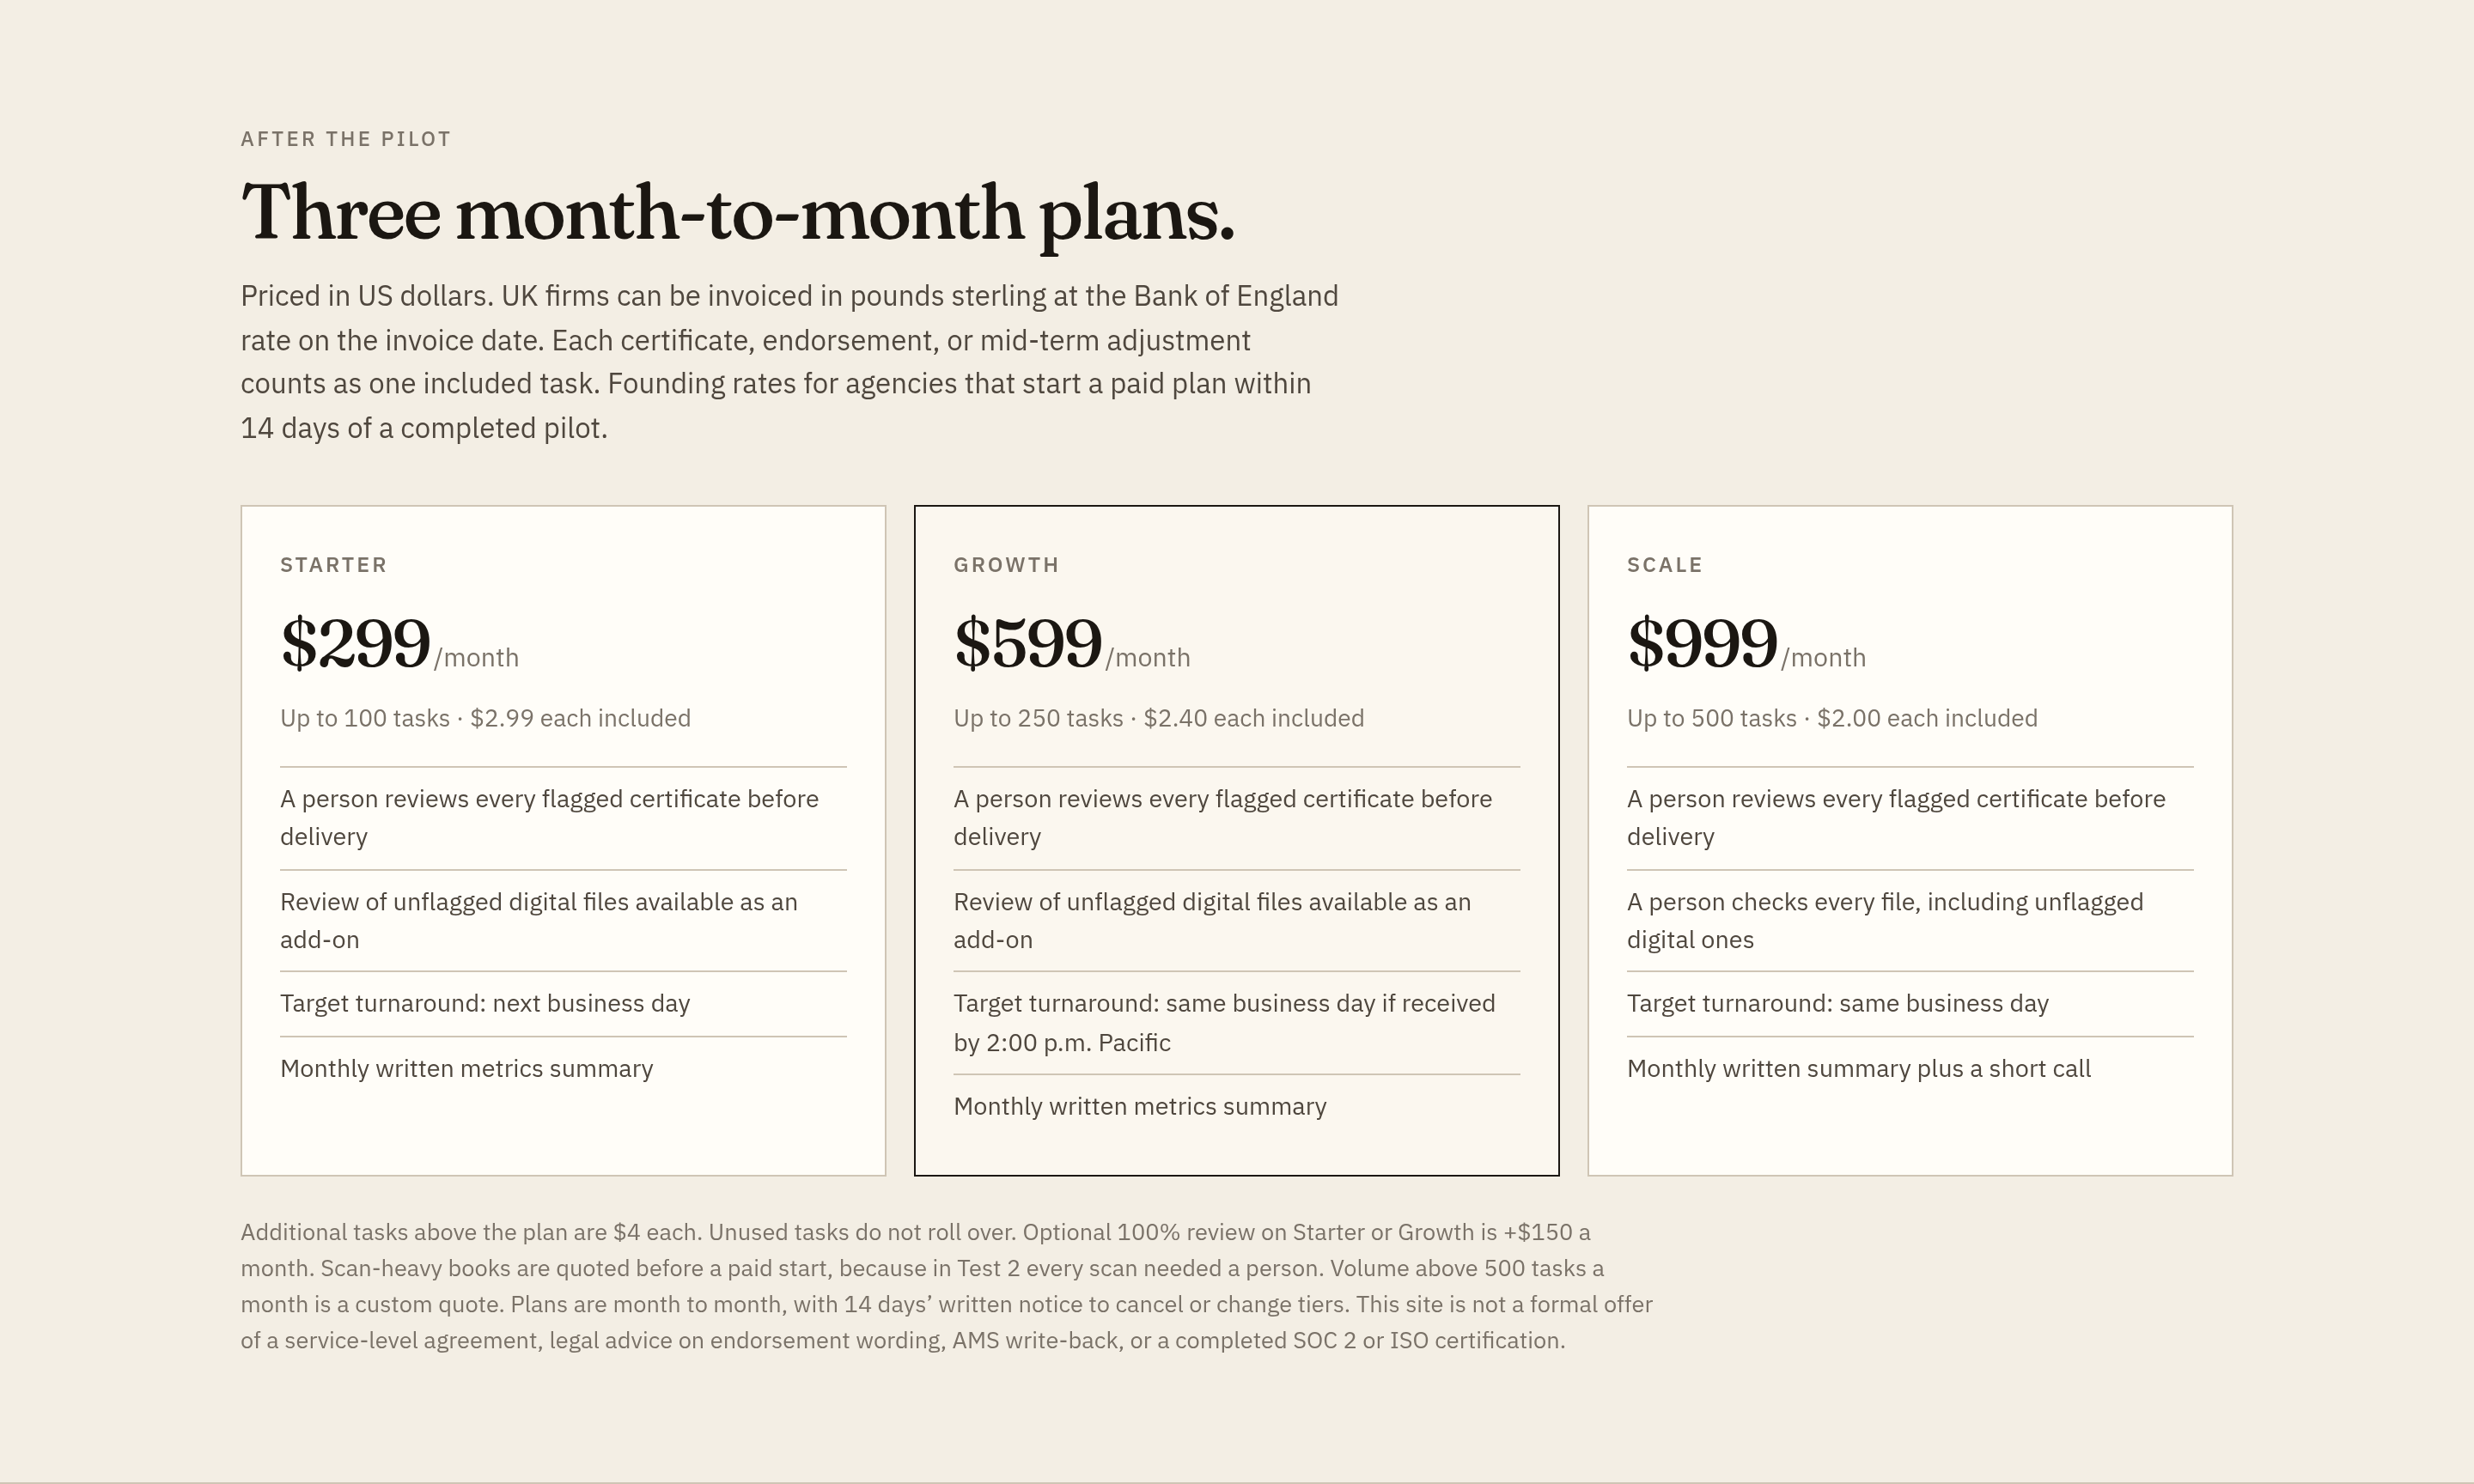 AFTER THE PILOT
Three month-to-month plans.
Priced in US dollars. UK firms can be invoiced in pounds sterling at the Bank of England
rate on the invoice date. Each certificate, endorsement, or mid-term adjustment
counts as one included task. Founding rates for agencies that start a paid plan within
14 days of a completed pilot.
STARTER
$299/month
Up to 100 tasks · $2.99 each included
A person reviews every flagged certificate before
delivery
Review of unflagged digital files available as an
add-on
Target turnaround: next business day
Monthly written metrics summary
GROWTH
$599/month
Up to 250 tasks · $2.40 each included
A person reviews every flagged certificate before
delivery
Review of unflagged digital files available as an
add-on
Target turnaround: same business day if received
by 2:00 p.m. Pacific
Monthly written metrics summary
SCALE
$999/month
Up to 500 tasks · $2.00 each included
A person reviews every flagged certificate before
delivery
A person checks every file, including unflagged
digital ones
Target turnaround: same business day
Monthly written summary plus a short call
Additional tasks above the plan are $4 each. Unused tasks do not roll over. Optional 100% review on Starter or Growth is +$150 a
month. Scan-heavy books are quoted before a paid start, because in Test 2 every scan needed a person. Volume above 500 tasks a
month is a custom quote. Plans are month to month, with 14 days’ written notice to cancel or change tiers. This site is not a formal offer
of a service-level agreement, legal advice on endorsement wording, AMS write-back, or a completed SOC 2 or ISO certification.